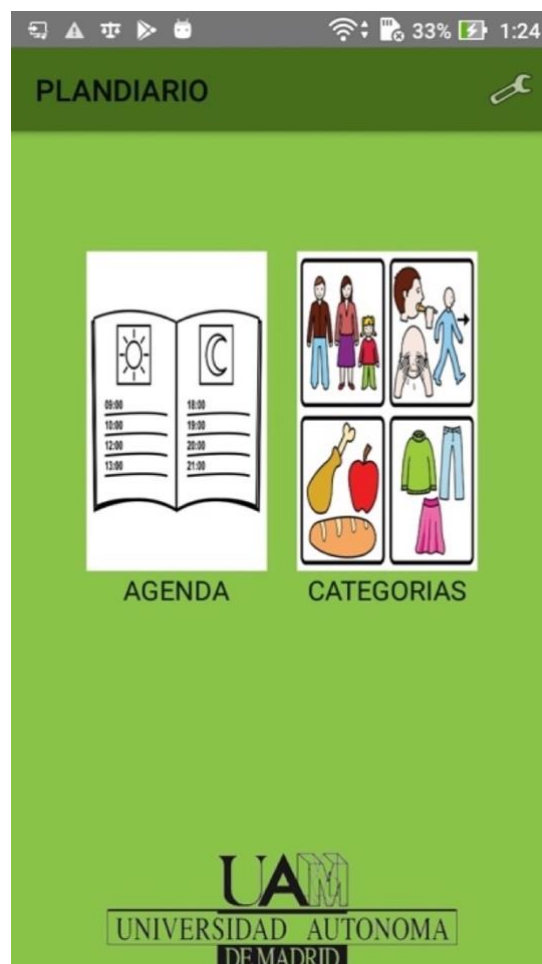 33% 1:24
PLANDIARIO
09:00 18:00
10:00 19:00
12:00 20:00
13:00 21:00
AGENDA CATEGORIAS
UAM
UNIVERSIDAD AUTONOMA
DE MADRID